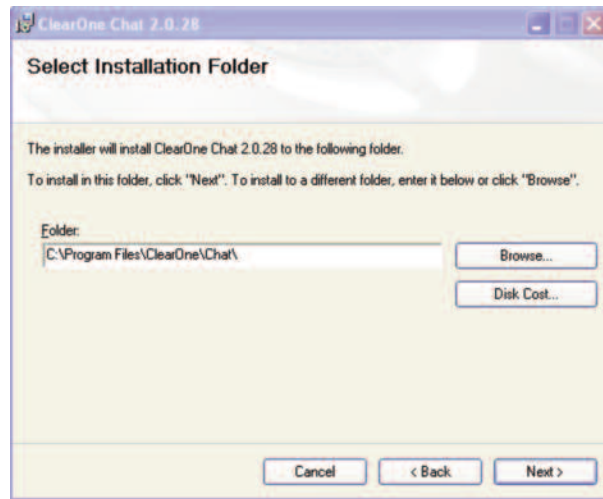 ClearOne Chat 2.0.28
Select Installation Folder
The installer will install ClearOne Chat 2.0.28 to the following folder.
To install in this folder, click "Next". To install to a different folder, enter it below or click "Browse".
Folder:
C:\Program Files\ClearOne\Chat\
Browse...
Disk Cost...
Cancel
< Back
Next >